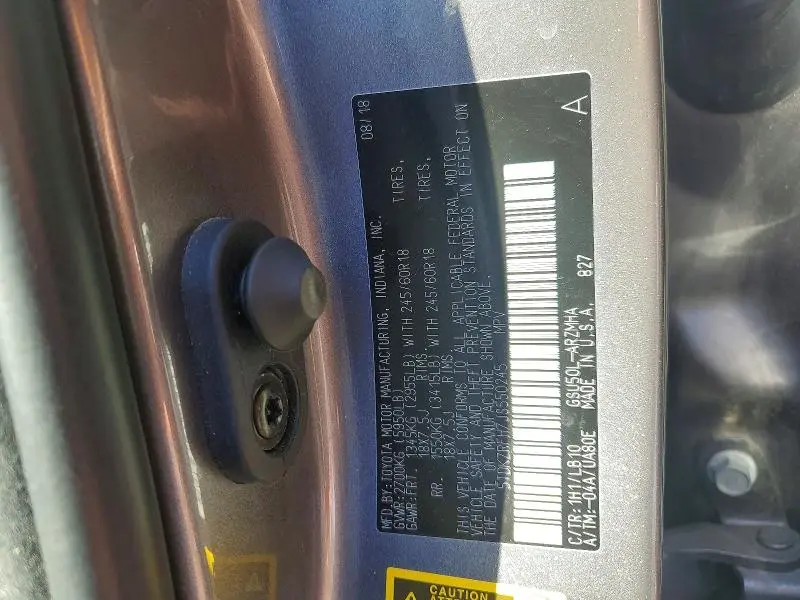 08/18
MFD.BY:TOYOTA MOTOR MANUFACTURING, INDIANA, INC.
GVWR:2700KG (5950LB)
GAWR:FRT. 1345KG (2955LB) WITH 245/60R18 TIRES,
18X7.5J RIMS
RR. 1550KG (3415LB) WITH 245/60R18 TIRES,
18X7.5J RIMS
THIS VEHICLE CONFORMS TO ALL APPLICABLE FEDERAL MOTOR
VEHICLE SAFETY AND THEFT PREVENTION STANDARDS IN EFFECT ON
THE DATE OF MANUFACTURE SHOWN ABOVE.
MPV
A
C/TR:1H1/LB10 GSU50L-ARZMHA
A/TM:-04A/UA80E MADE IN U.S.A. 827
CAUTION